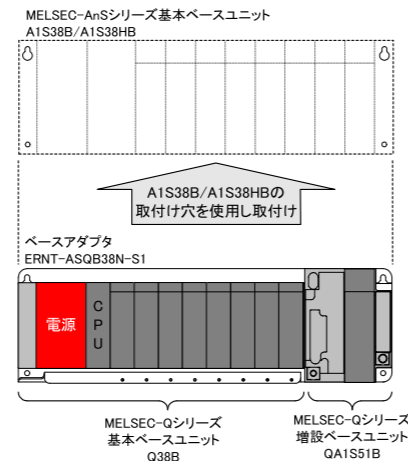 MELSEC-AnSシリーズ基本ベースユニット
A1S38B/A1S38HB
A1S38B/A1S38HBの
取付け穴を使用し取付け
ベースアダプタ
ERNT-ASQB38N-S1
電源
CPU
MELSEC-Qシリーズ
基本ベースユニット
Q38B
MELSEC-Qシリーズ
増設ベースユニット
QA1S51B